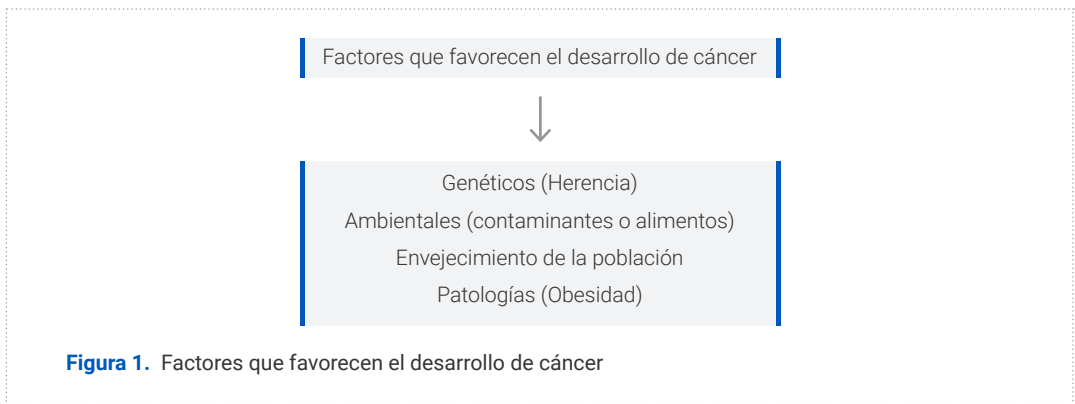 Factores que favorecen el desarrollo de cáncer
Genéticos (Herencia)
Ambientales (contaminantes o alimentos)
Envejecimiento de la población
Patologías (Obesidad)
Figura 1. Factores que favorecen el desarrollo de cáncer